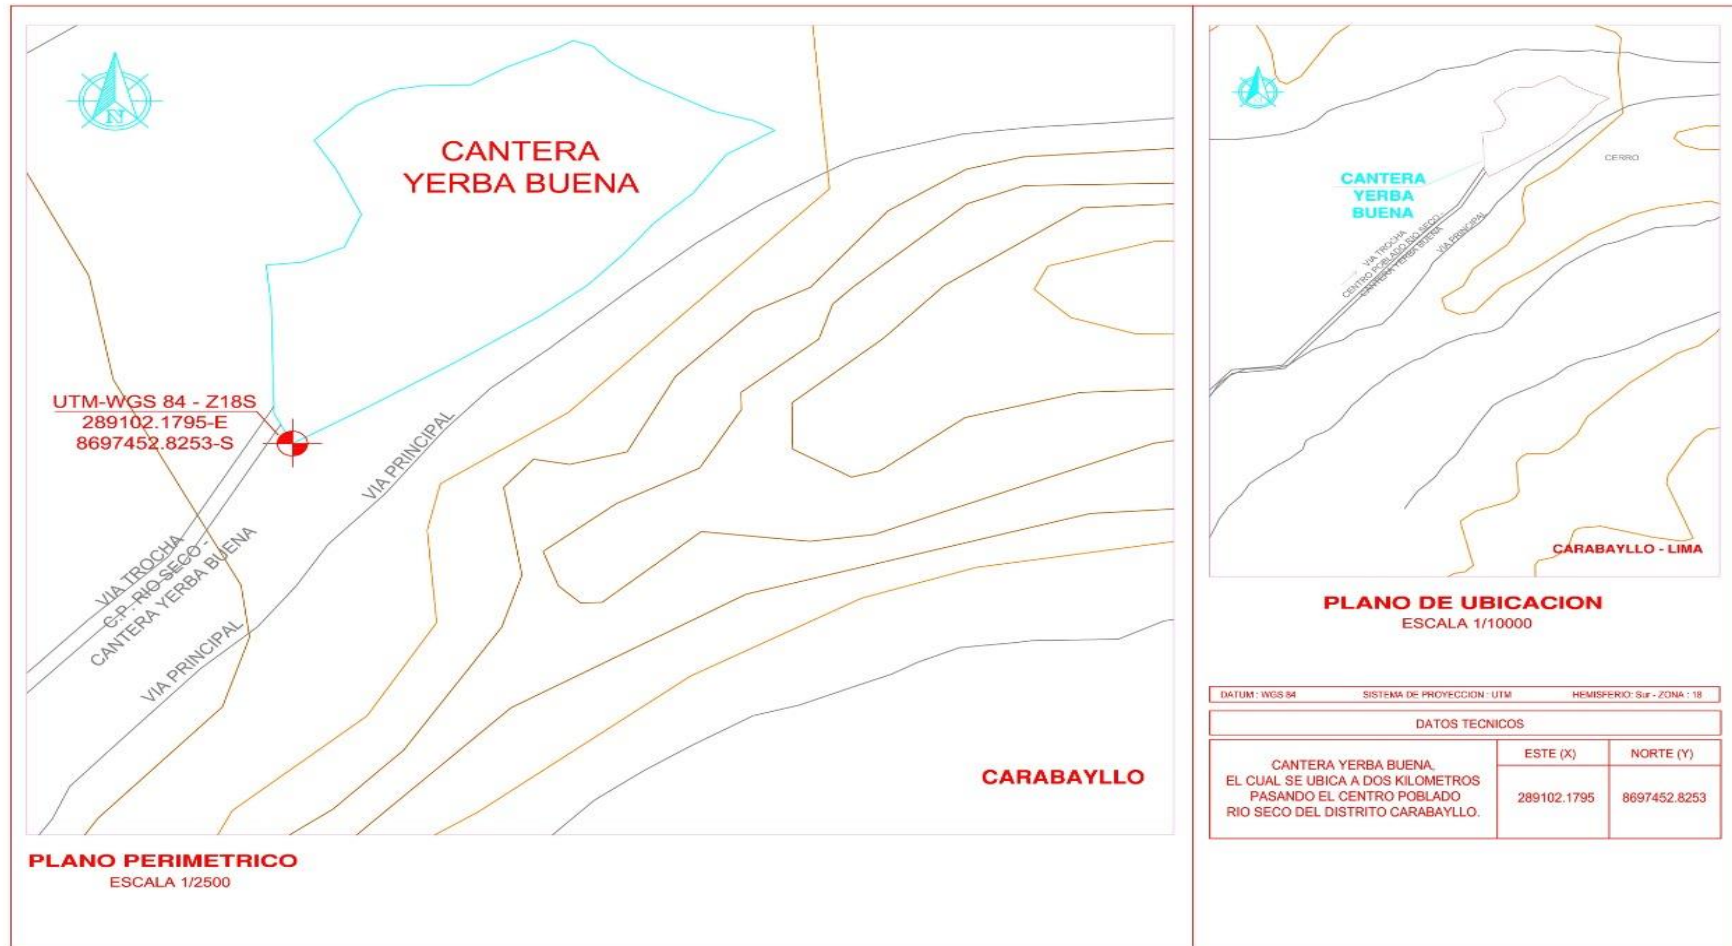 N
CANTERA
YERBA BUENA
UTM-WGS 84 - Z18S
289102.1795-E
8697452.8253-S
VIA PRINCIPAL
VIA TROCHA
C.P. RIO SECO -
CANTERA YERBA BUENA
VIA PRINCIPAL
CARABAYLLO
PLANO PERIMETRICO
ESCALA 1/2500
CERRO
CANTERA
YERBA
BUENA
VIA TROCHA
CENTRO POBLADO RIO SECO -
CANTERA YERBA BUENA
VIA PRINCIPAL
CARABAYLLO - LIMA
PLANO DE UBICACION
ESCALA 1/10000
DATUM : WGS 84 SISTEMA DE PROYECCION : UTM HEMISFERIO: Sur - ZONA : 18
DATOS TECNICOS
CANTERA YERBA BUENA,
EL CUAL SE UBICA A DOS KILOMETROS
PASANDO EL CENTRO POBLADO
RIO SECO DEL DISTRITO CARABAYLLO.
ESTE (X) NORTE (Y)
289102.1795 8697452.8253